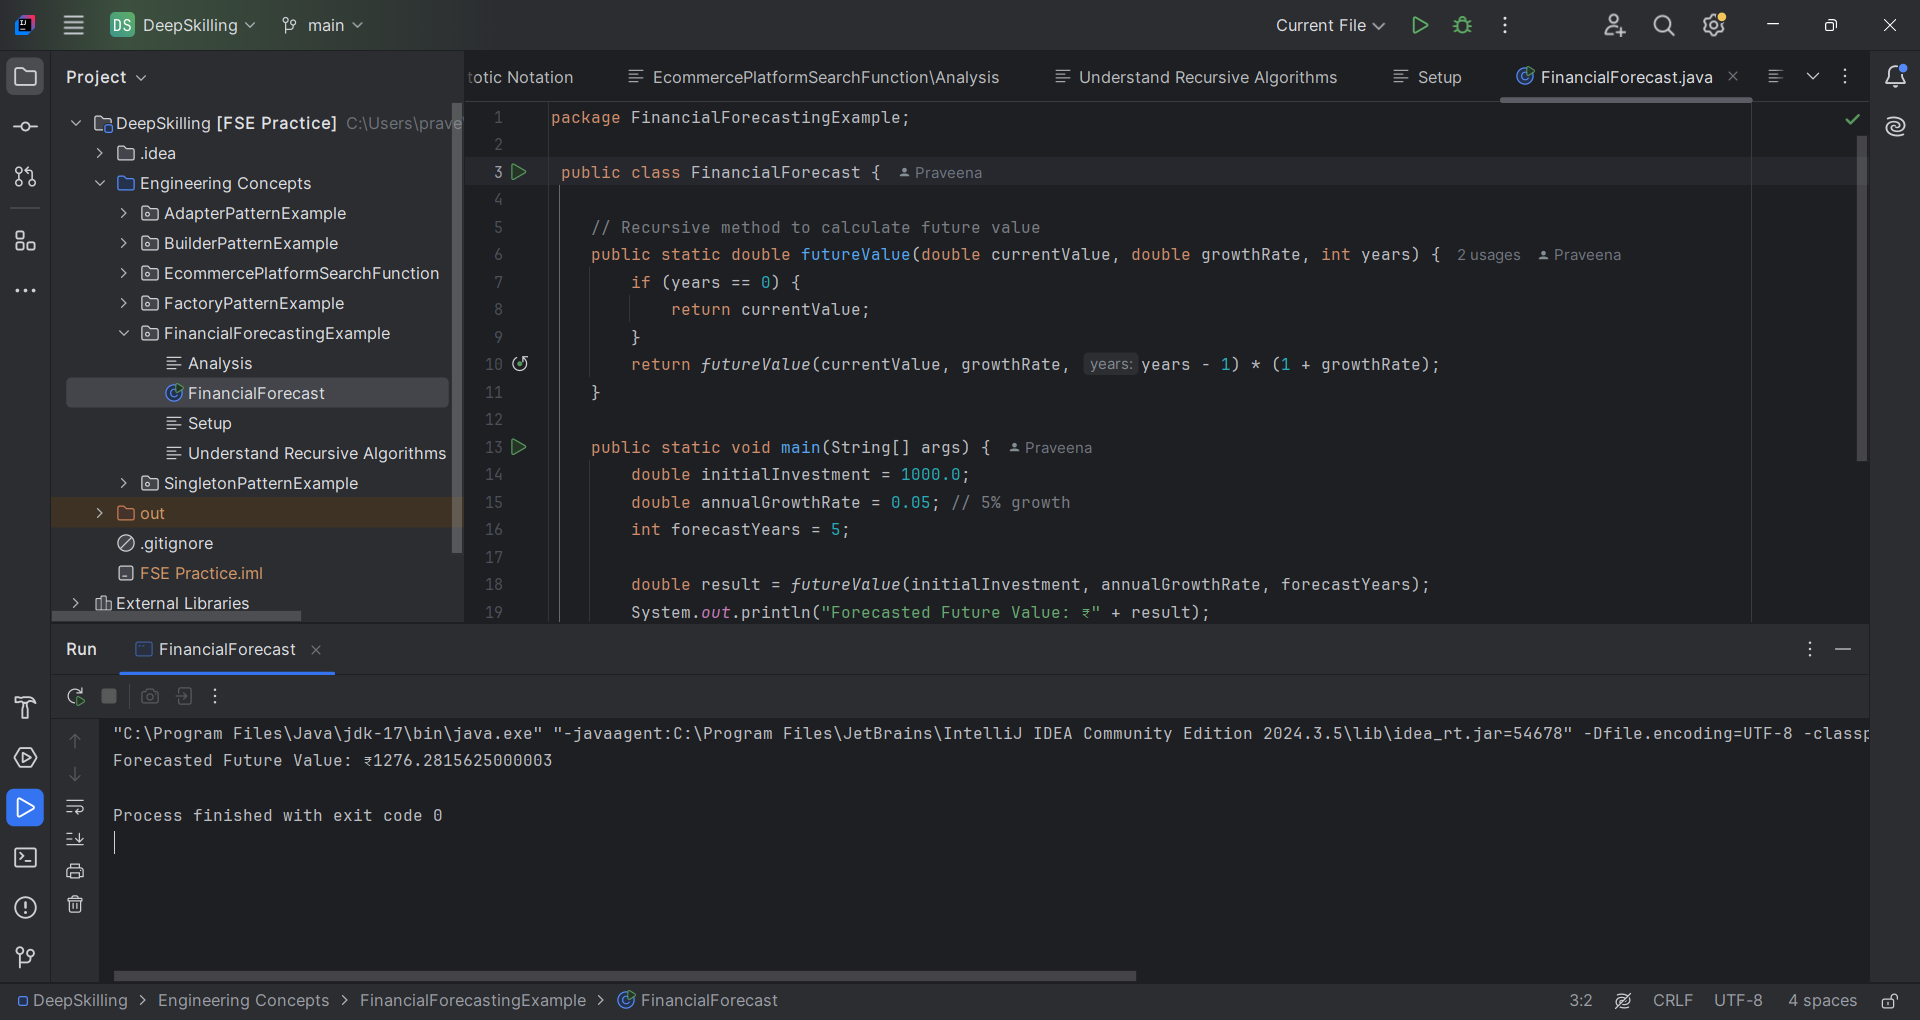 DS DeepSkilling main Current File
Project
totic Notation EcommercePlatformSearchFunction\Analysis Understand Recursive Algorithms Setup FinancialForecast.java
DeepSkilling [FSE Practice] C:\Users\prave
.idea
Engineering Concepts
AdapterPatternExample
BuilderPatternExample
EcommercePlatformSearchFunction
FactoryPatternExample
FinancialForecastingExample
Analysis
FinancialForecast
Setup
Understand Recursive Algorithms
SingletonPatternExample
out
.gitignore
FSE Practice.iml
External Libraries
1 package FinancialForecastingExample;
2
3 public class FinancialForecast { Praveena
4
5 // Recursive method to calculate future value
6 public static double futureValue(double currentValue, double growthRate, int years) { 2 usages Praveena
7 if (years == 0) {
8 return currentValue;
9 }
10 return futureValue(currentValue, growthRate, years: years - 1) * (1 + growthRate);
11 }
12
13 public static void main(String[] args) { Praveena
14 double initialInvestment = 1000.0;
15 double annualGrowthRate = 0.05; // 5% growth
16 int forecastYears = 5;
17
18 double result = futureValue(initialInvestment, annualGrowthRate, forecastYears);
19 System.out.println("Forecasted Future Value: ₹" + result);
Run FinancialForecast
"C:\Program Files\Java\jdk-17\bin\java.exe" "-javaagent:C:\Program Files\JetBrains\IntelliJ IDEA Community Edition 2024.3.5\lib\idea_rt.jar=54678" -Dfile.encoding=UTF-8 -classp
Forecasted Future Value: ₹1276.2815625000003
Process finished with exit code 0
DeepSkilling > Engineering Concepts > FinancialForecastingExample > FinancialForecast 3:2 CRLF UTF-8 4 spaces